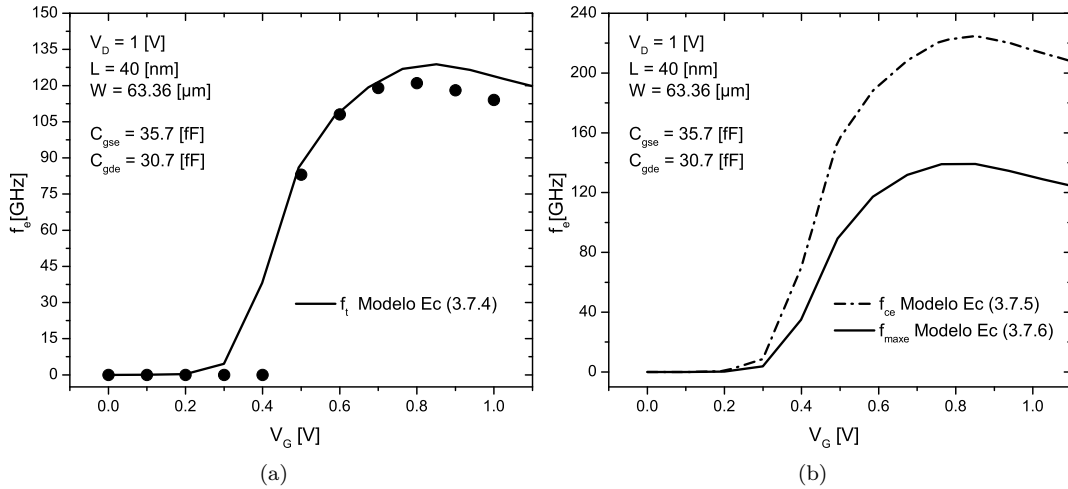 150
135
120
105
90
75
60
45
30
15
0
f_e[GHz]
V_D = 1 [V]
L = 40 [nm]
W = 63.36 [µm]
C_gse = 35.7 [fF]
C_gde = 30.7 [fF]
f_t Modelo Ec (3.7.4)
0.0 0.2 0.4 0.6 0.8 1.0
V_G [V]
(a)
240
200
160
120
80
40
0
f_e[GHz]
V_D = 1 [V]
L = 40 [nm]
W = 63.36 [µm]
C_gse = 35.7 [fF]
C_gde = 30.7 [fF]
f_ce Modelo Ec (3.7.5)
f_maxe Modelo Ec (3.7.6)
0.0 0.2 0.4 0.6 0.8 1.0
V_G [V]
(b)